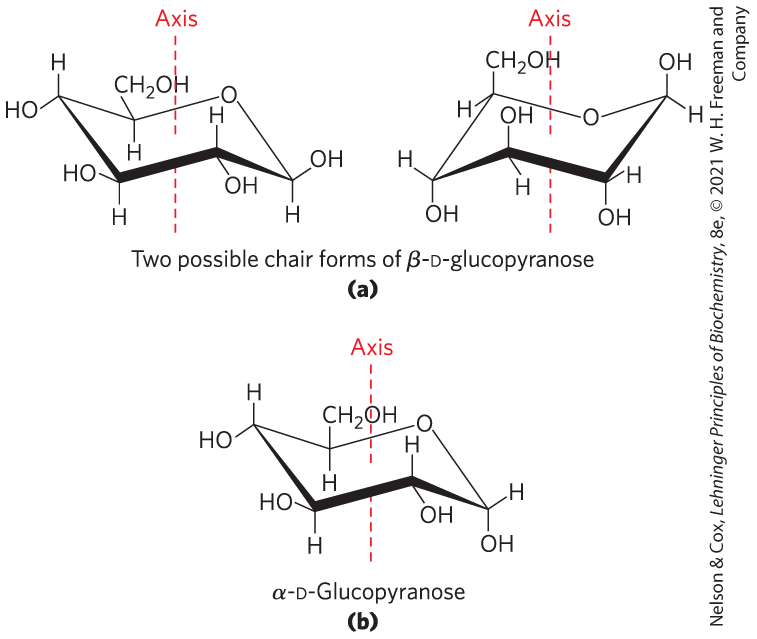 Axis
H
CH₂OH
O
HO
H
H
HO
OH
OH
H
H
Axis
CH₂OH
OH
H
OH
O
H
H
H
H
OH
OH
Two possible chair forms of β-D-glucopyranose
(a)
Axis
H
CH₂OH
O
HO
H
H
H
HO
OH
H
OH
α-D-Glucopyranose
(b)
Nelson & Cox, Lehninger Principles of Biochemistry, 8e, © 2021 W. H. Freeman and
Company